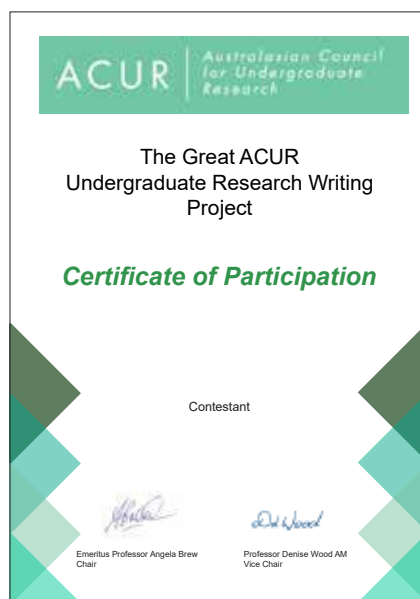 ACUR
Australasian Council
for Undergraduate
Research
The Great ACUR
Undergraduate Research Writing
Project
Certificate of Participation
Contestant
D Wood
Emeritus Professor Angela Brew
Chair
Professor Denise Wood AM
Vice Chair